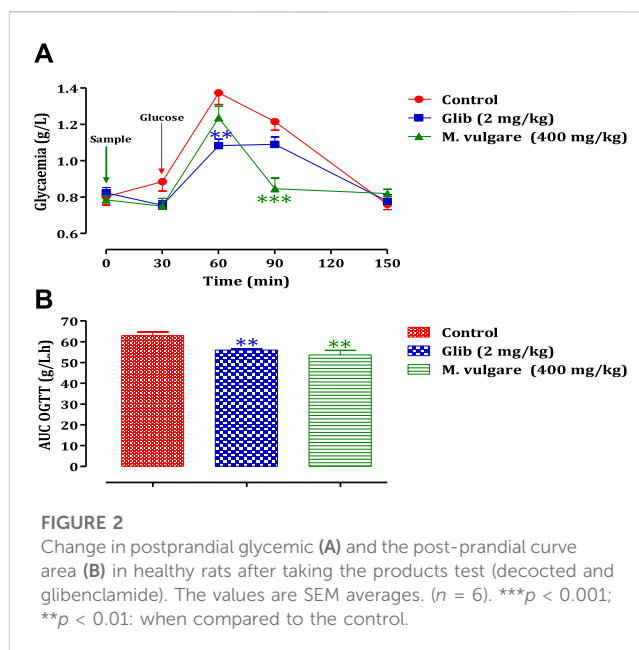 A
Glycaemia (g/L)
1.4
1.2
1.0
0.8
0.6
Sample
Glucose
**
***
0 30 60 90 120 150
Time (min)
Control
Glib (2 mg/kg)
M. vulgare (400 mg/kg)
B
AUC OGTT (g/L.h)
70
60
50
40
30
20
10
0
** **
Control
Glib (2 mg/kg)
M. vulgare (400 mg/kg)
FIGURE 2
Change in postprandial glycemic (A) and the post-prandial curve
area (B) in healthy rats after taking the products test (decocted and
glibenclamide). The values are SEM averages. (n = 6). ***p < 0.001;
**p < 0.01: when compared to the control.